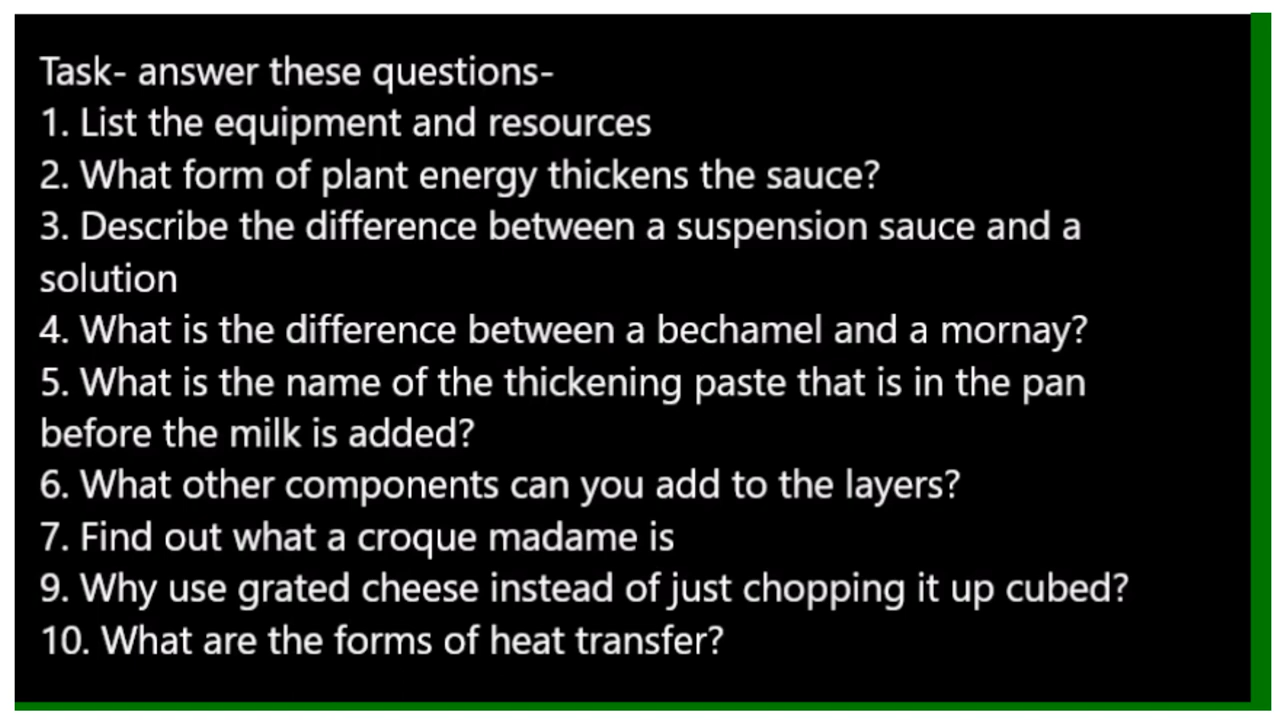 Task- answer these questions-
1. List the equipment and resources
2. What form of plant energy thickens the sauce?
3. Describe the difference between a suspension sauce and a
solution
4. What is the difference between a bechamel and a mornay?
5. What is the name of the thickening paste that is in the pan
before the milk is added?
6. What other components can you add to the layers?
7. Find out what a croque madame is
9. Why use grated cheese instead of just chopping it up cubed?
10. What are the forms of heat transfer?